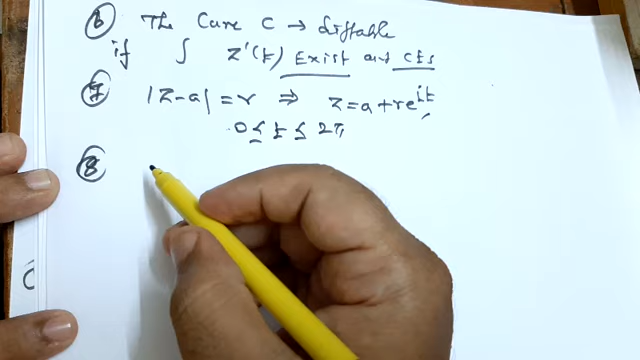 6 The Curve C → diffable
if ∫ z'(t) Exist and cts
7 |z-a| = r ⇒ z = a + re^{it}
0 ≤ t ≤ 2π
8